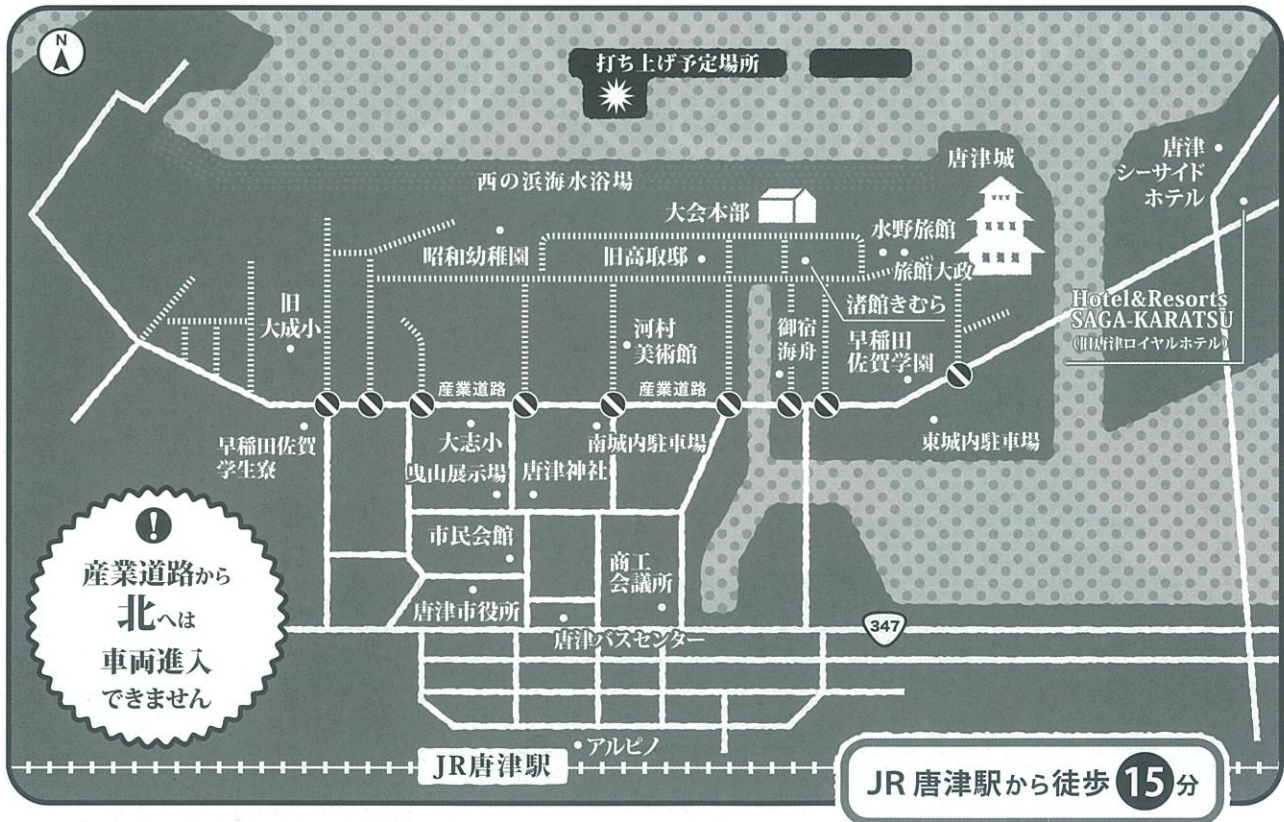 N
打ち上げ予定場所
唐津城
唐津
シーサイド
ホテル
西の浜海水浴場
大会本部
水野旅館
昭和幼稚園
旧高取邸
旅館大政
旧
大成小
渚館きむら
Hotel&Resorts
SAGA-KARATSU
(旧唐津ロイヤルホテル)
河村
美術館
御宿
海舟
早稲田
佐賀学園
産業道路
産業道路
早稲田佐賀
学生寮
大志小
南城内駐車場
東城内駐車場
曳山展示場
唐津神社
市民会館
商工
会議所
唐津市役所
唐津バスセンター
347
!
産業道路から
北へは
車両進入
できません
アルピノ
JR唐津駅
JR 唐津駅から徒歩 15 分